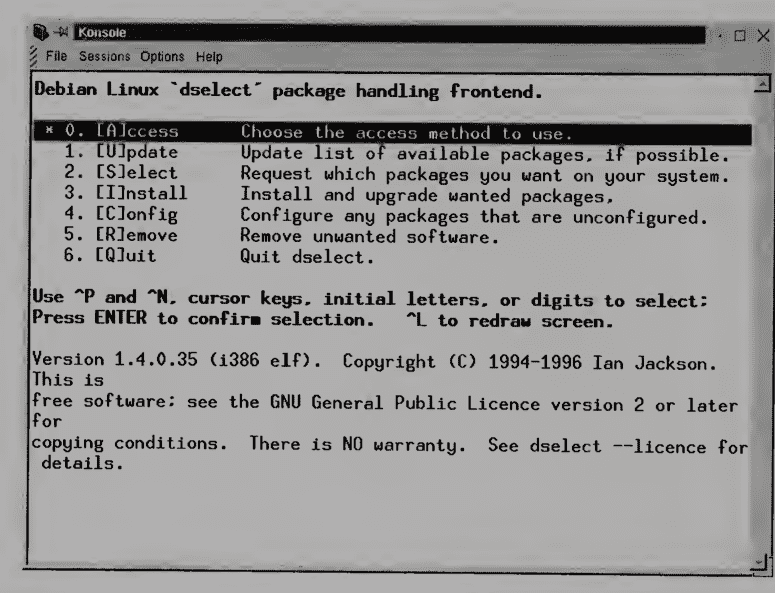 Konsole
File Sessions Options Help
Debian Linux `dselect´ package handling frontend.
* 0. [A]ccess Choose the access method to use.
1. [U]pdate Update list of available packages, if possible.
2. [S]elect Request which packages you want on your system.
3. [I]nstall Install and upgrade wanted packages.
4. [C]onfig Configure any packages that are unconfigured.
5. [R]emove Remove unwanted software.
6. [Q]uit Quit dselect.
Use ^P and ^N, cursor keys, initial letters, or digits to select;
Press ENTER to confirm selection. ^L to redraw screen.
Version 1.4.0.35 (i386 elf). Copyright (C) 1994-1996 Ian Jackson.
This is
free software; see the GNU General Public Licence version 2 or later
for
copying conditions. There is NO warranty. See dselect --licence for
details.